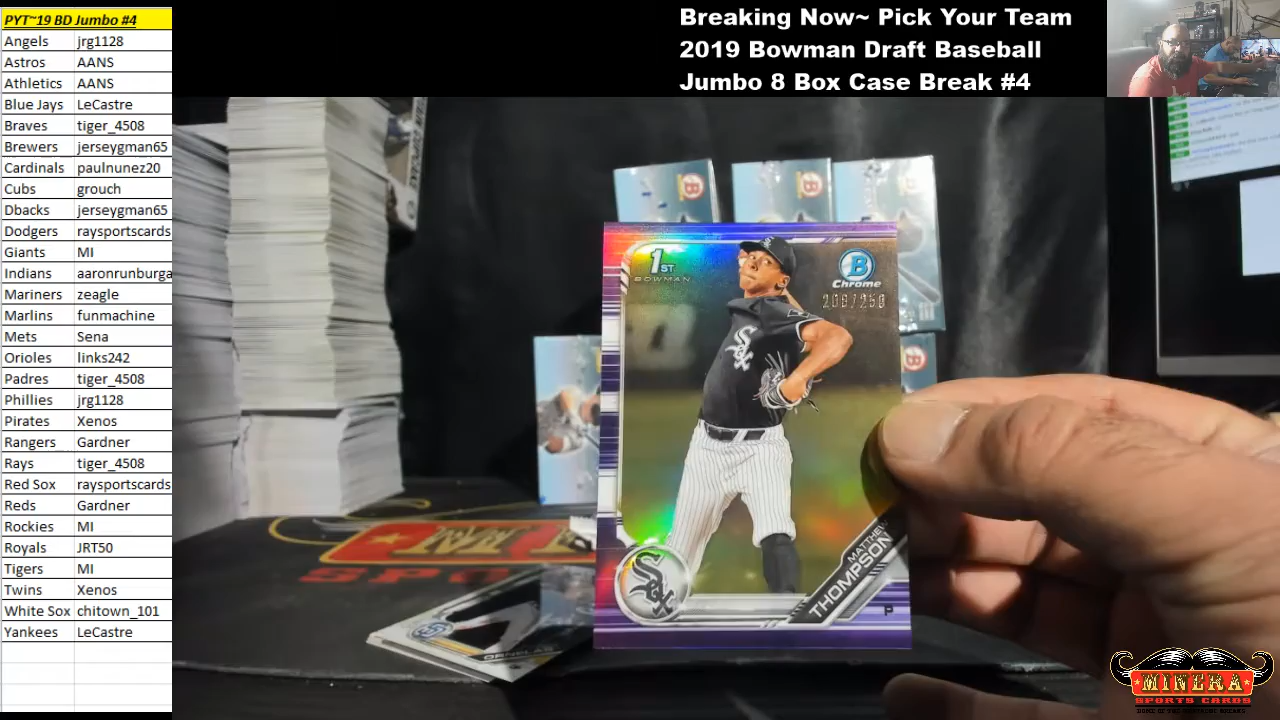 PYT~19 BD Jumbo #4
Angels jrg1128
Astros AANS
Athletics AANS
Blue Jays LeCastre
Braves tiger_4508
Brewers jerseygman65
Cardinals paulnunez20
Cubs grouch
Dbacks jerseygman65
Dodgers raysportscards
Giants MI
Indians aaronrunburga
Mariners zeagle
Marlins funmachine
Mets Sena
Orioles links242
Padres tiger_4508
Phillies jrg1128
Pirates Xenos
Rangers Gardner
Rays tiger_4508
Red Sox raysportscards
Reds Gardner
Rockies MI
Royals JRT50
Tigers MI
Twins Xenos
White Sox chitown_101
Yankees LeCastre
Breaking Now~ Pick Your Team
2019 Bowman Draft Baseball
Jumbo 8 Box Case Break #4
1ST
BOWMAN
B
Chrome
Sox
Sox
MATTHEW
THOMPSON
P
MINERA
SPORTS CARDS